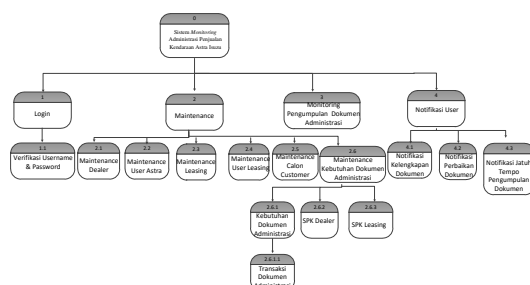 0
Sistem Monitoring
Administrasi Penjualan
Kendaraan Astra Isuzu
1
Login
2
Maintenance
3
Monitoring
Pengumpulan Dokumen
Administrasi
4
Notifikasi User
1.1
Verifikasi Username
& Password
2.1
Maintenance
Dealer
2.2
Maintenance
User Astra
2.3
Maintenance
Leasing
2.4
Maintenance
User Leasing
2.5
Maintenance
Calon
Customer
2.6
Maintenance
Kebutuhan Dokumen
Administrasi
4.1
Notifikasi
Kelengkapan
Dokumen
4.2
Notifikasi
Perbaikan
Dokumen
4.3
Notifikasi Jatuh
Tempo
Pengumpulan
Dokumen
2.6.1
Kebutuhan
Dokumen
Administrasi
2.6.2
SPK Dealer
2.6.3
SPK Leasing
2.6.1.1
Transaksi
Dokumen
Administrasi